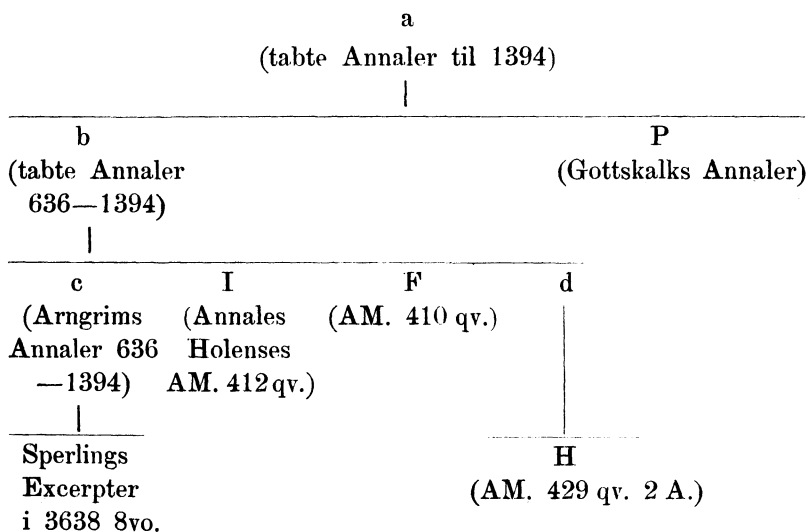 a
(tabte Annaler til 1394)
b P
(tabte Annaler (Gottskalks Annaler)
636—1394)
c I F d
(Arngrims (Annales (AM. 410 qv.)
Annaler 636 Holenses
—1394) AM. 412 qv.)
Sperlings H
Excerpter (AM. 429 qv. 2 A.)
i 3638 8vo.